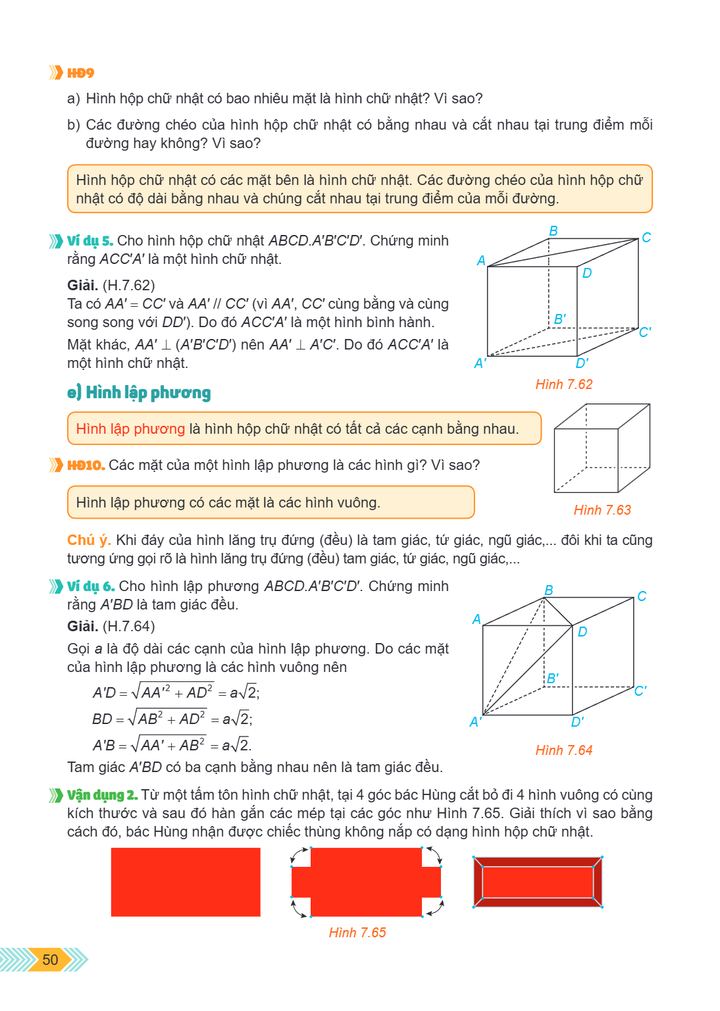 HĐ9
a) Hình hộp chữ nhật có bao nhiêu mặt là hình chữ nhật? Vì sao?
b) Các đường chéo của hình hộp chữ nhật có bằng nhau và cắt nhau tại trung điểm mỗi
đường hay không? Vì sao?
Hình hộp chữ nhật có các mặt bên là hình chữ nhật. Các đường chéo của hình hộp chữ
nhật có độ dài bằng nhau và chúng cắt nhau tại trung điểm của mỗi đường.
Ví dụ 5. Cho hình hộp chữ nhật ABCD.A'B'C'D'. Chứng minh
rằng ACC'A' là một hình chữ nhật.
Giải. (H.7.62)
Ta có AA' = CC' và AA' // CC' (vì AA', CC' cùng bằng và cùng
song song với DD'). Do đó ACC'A' là một hình bình hành.
Mặt khác, AA' ⊥ (A'B'C'D') nên AA' ⊥ A'C'. Do đó ACC'A' là
một hình chữ nhật.
B
C
A
D
B'
C'
A'
D'
Hình 7.62
e) Hình lập phương
Hình lập phương là hình hộp chữ nhật có tất cả các cạnh bằng nhau.
HĐ10. Các mặt của một hình lập phương là các hình gì? Vì sao?
Hình lập phương có các mặt là các hình vuông.
Hình 7.63
Chú ý. Khi đáy của hình lăng trụ đứng (đều) là tam giác, tứ giác, ngũ giác,... đôi khi ta cũng
tương ứng gọi rõ là hình lăng trụ đứng (đều) tam giác, tứ giác, ngũ giác,...
Ví dụ 6. Cho hình lập phương ABCD.A'B'C'D'. Chứng minh
rằng A'BD là tam giác đều.
Giải. (H.7.64)
Gọi a là độ dài các cạnh của hình lập phương. Do các mặt
của hình lập phương là các hình vuông nên
A'D = √(AA'² + AD²) = a√2;
BD = √(AB² + AD²) = a√2;
A'B = √(AA' + AB²) = a√2.
Tam giác A'BD có ba cạnh bằng nhau nên là tam giác đều.
B
C
A
D
B'
C'
A'
D'
Hình 7.64
Vận dụng 2. Từ một tấm tôn hình chữ nhật, tại 4 góc bác Hùng cắt bỏ đi 4 hình vuông có cùng
kích thước và sau đó hàn gắn các mép tại các góc như Hình 7.65. Giải thích vì sao bằng
cách đó, bác Hùng nhận được chiếc thùng không nắp có dạng hình hộp chữ nhật.
Hình 7.65
50